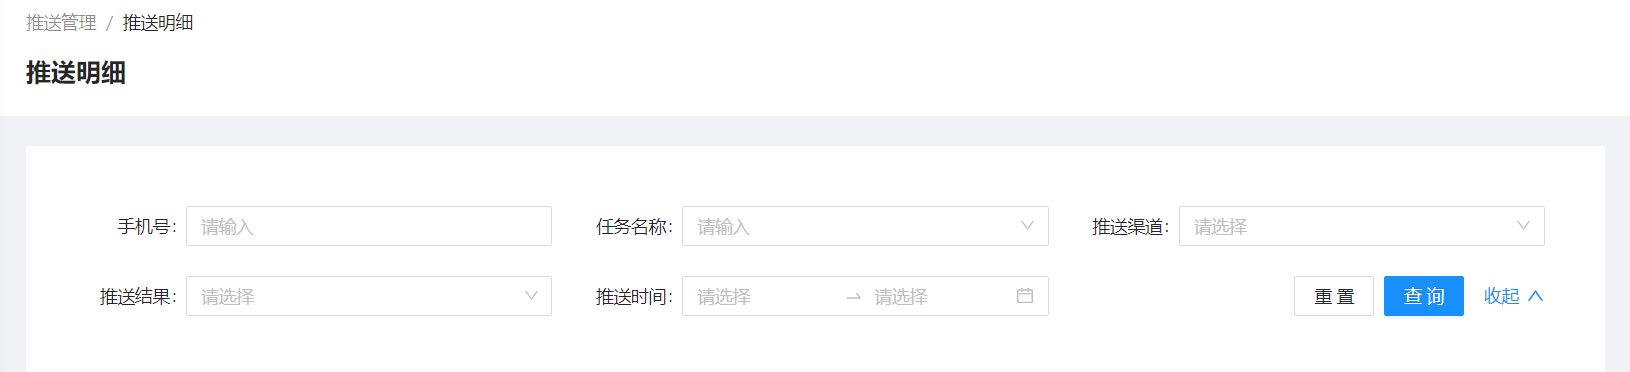 推送管理 / 推送明细
推送明细
手机号: 请输入 任务名称: 请输入 推送渠道: 请选择
推送结果: 请选择 推送时间: 请选择 → 请选择 重 置 查 询 收起